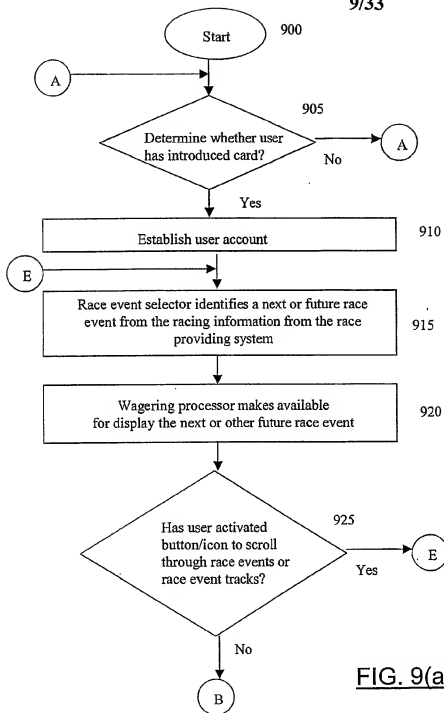 9/33
Start
900
A
905
Determine whether user
has introduced card?
A
No
Yes
910
Establish user account
E
Race event selector identifies a next or future race
event from the racing information from the race
providing system
915
Wagering processor makes available
for display the next or other future race event
920
925
Has user activated
button/icon to scroll
through race events or
race event tracks?
E
Yes
No
B
FIG. 9(a